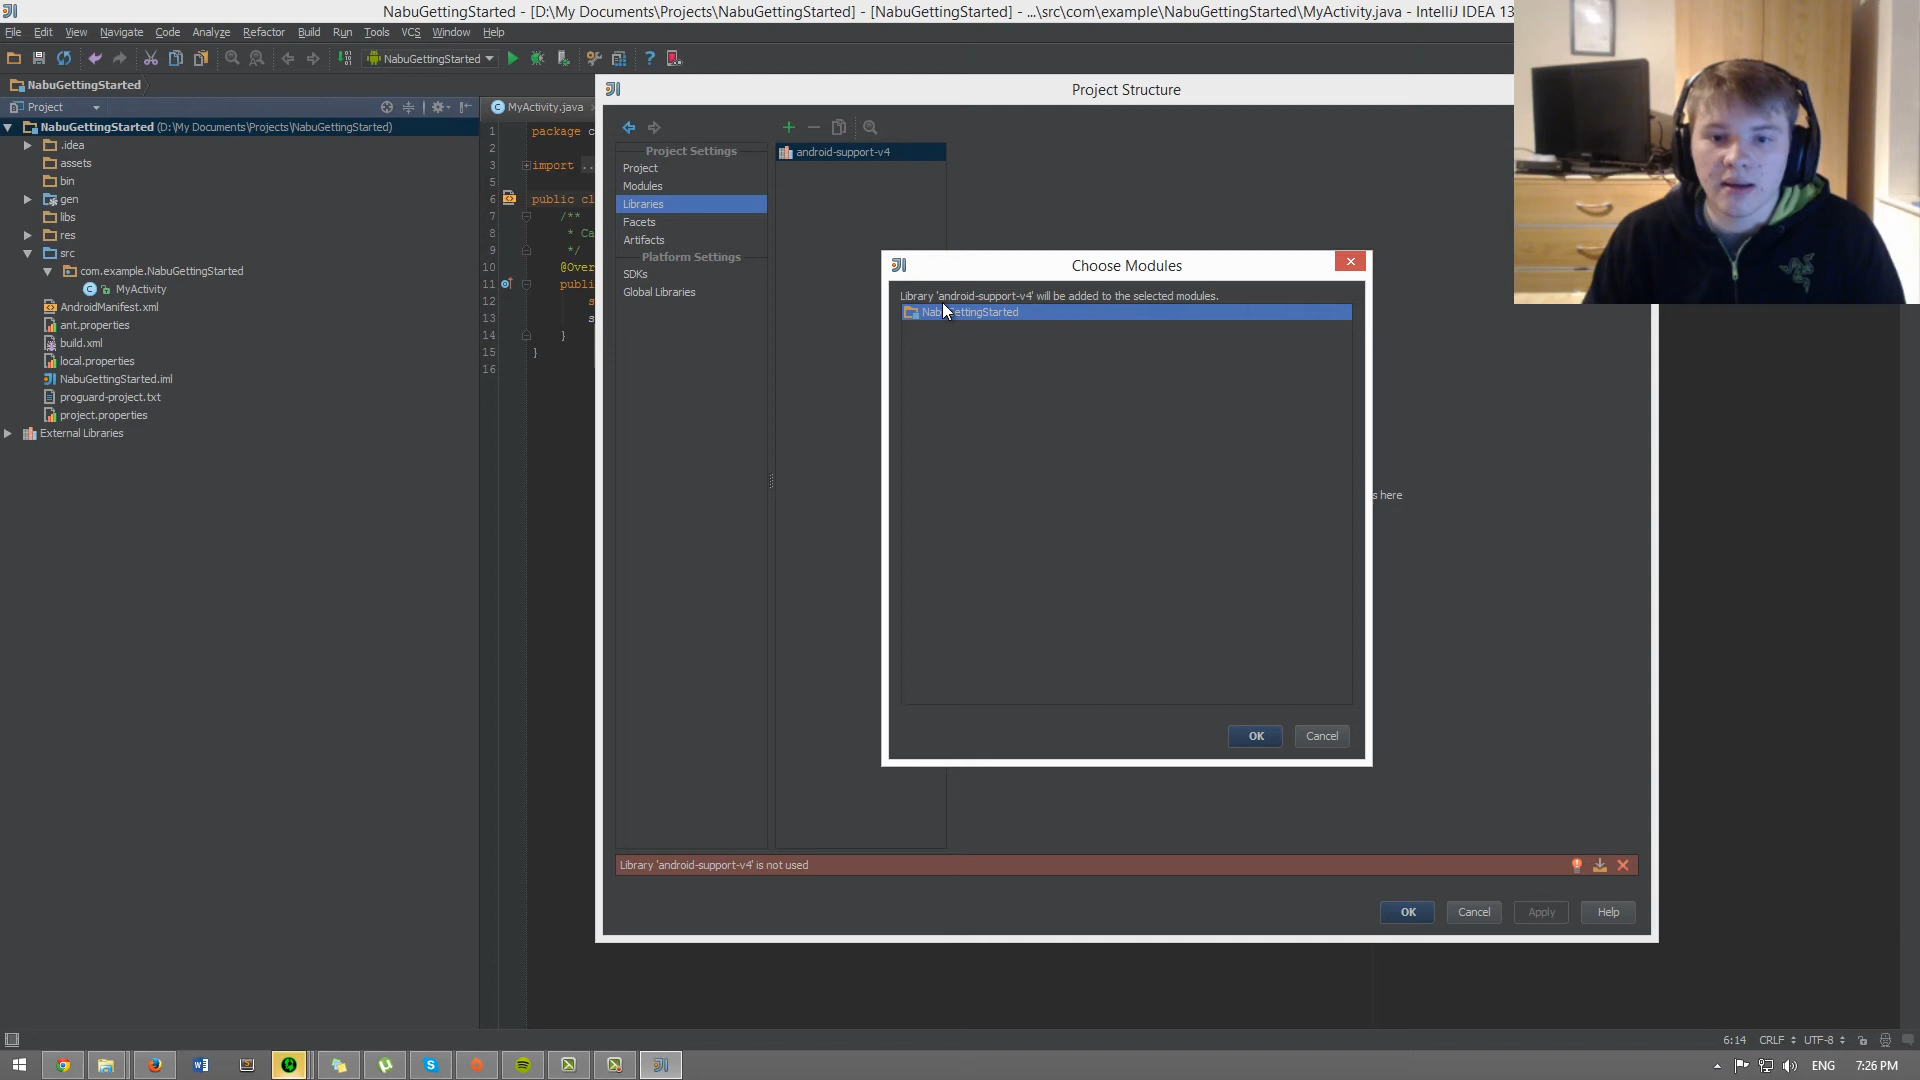 NabuGettingStarted - [D:\My Documents\Projects\NabuGettingStarted] - [NabuGettingStarted] - ...\src\com\example\NabuGettingStarted\MyActivity.java - IntelliJ IDEA 13
File Edit View Navigate Code Analyze Refactor Build Run Tools VCS Window Help
NabuGettingStarted
NabuGettingStarted
Project
MyActivity.java
NabuGettingStarted (D:\My Documents\Projects\NabuGettingStarted)
.idea
assets
bin
gen
libs
res
src
com.example.NabuGettingStarted
MyActivity
AndroidManifest.xml
ant.properties
build.xml
local.properties
NabuGettingStarted.iml
proguard-project.txt
project.properties
External Libraries
1 package c
2
3 import ..
5
6 public cl
7 /**
8 * Ca
9 */
10 @Over
11 publi
12 s
13 s
14 }
15 }
16
Project Structure
Project Settings
Project
Modules
Libraries
Facets
Artifacts
Platform Settings
SDKs
Global Libraries
android-support-v4
s here
Choose Modules
Library 'android-support-v4' will be added to the selected modules.
NabuGettingStarted
OK Cancel
Library 'android-support-v4' is not used
OK Cancel Apply Help
6:14 CRLF UTF-8
ENG 7:26 PM